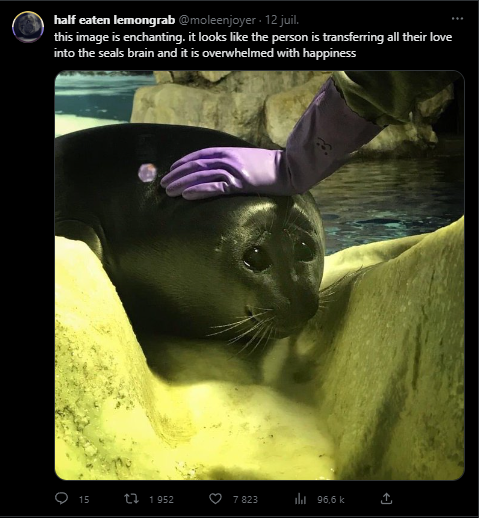 half eaten lemongrab @moleenjoyer · 12 juil.
this image is enchanting. it looks like the person is transferring all their love
into the seals brain and it is overwhelmed with happiness
15 1 952 7 823 96,6 k